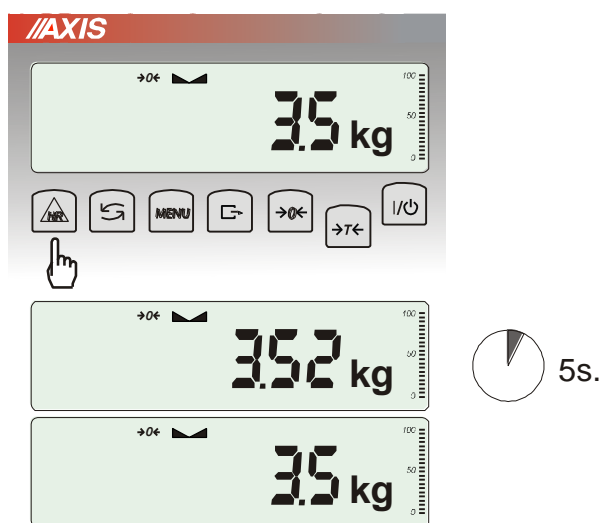 //AXIS
→0← 100
3.5 kg 50
0
HR MENU →0← →T← I/⏻
→0← 100
3.52 kg 50
0
5s.
→0← 100
3.5 kg 50
0